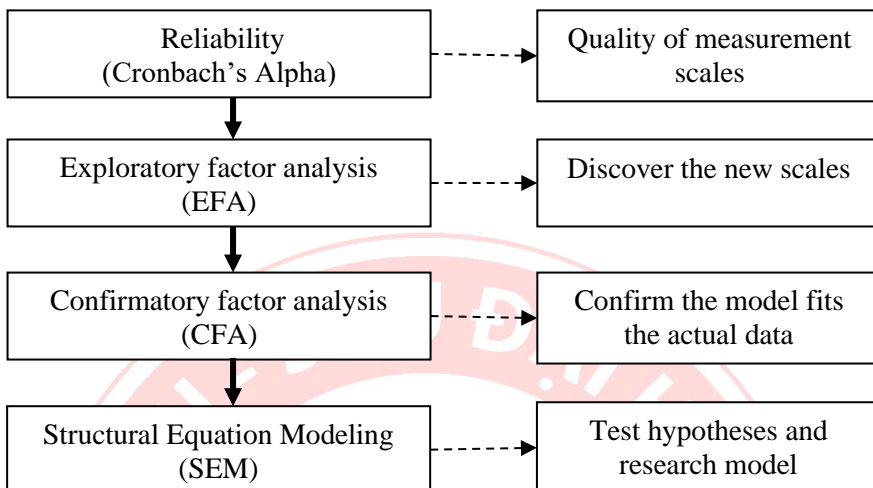 Reliability
(Cronbach's Alpha)
Quality of measurement
scales
Exploratory factor analysis
(EFA)
Discover the new scales
Confirmatory factor analysis
(CFA)
Confirm the model fits
the actual data
Structural Equation Modeling
(SEM)
Test hypotheses and
research model